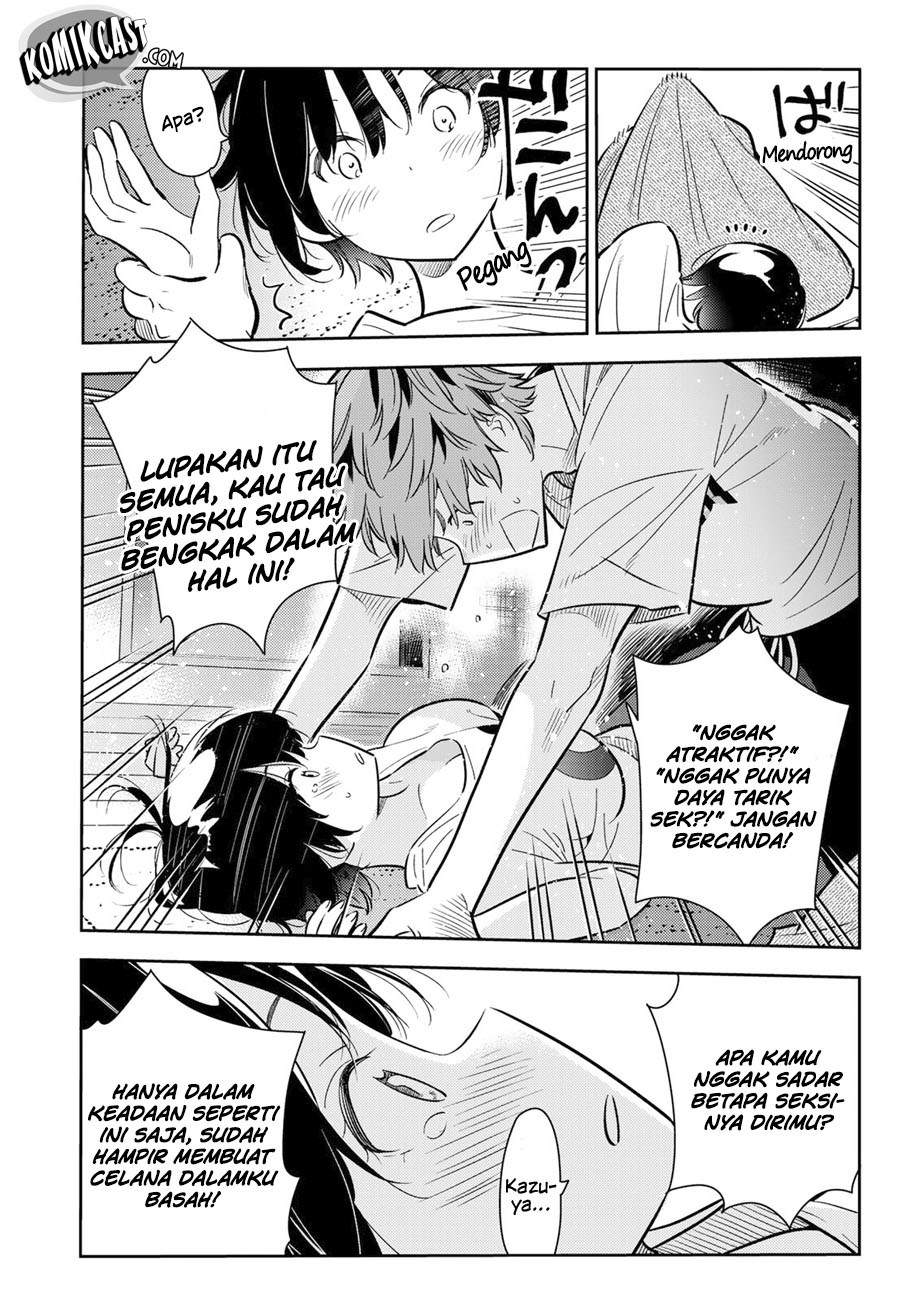 KOMIKCAST
.COM
ば
Mendorong
Pegang
Apa?
LUPAKAN ITU
SEMUA, KAU TAU
PENISKU SUDAH
BENGKAK DALAM
HAL INI!
"NGGAK
ATRAKTIF?!"
"NGGAK PUNYA
DAYA TARIK
SEK?!" JANGAN
BERCANDA!
APA KAMU
NGGAK SADAR
BETAPA SEKSI-
NYA DIRIMU?
Kazu-
ya...
HANYA DALAM
KEADAAN SEPERTI
INI SAJA, SUDAH
HAMPIR MEMBUAT
CELANA DALAMKU
BASAH!